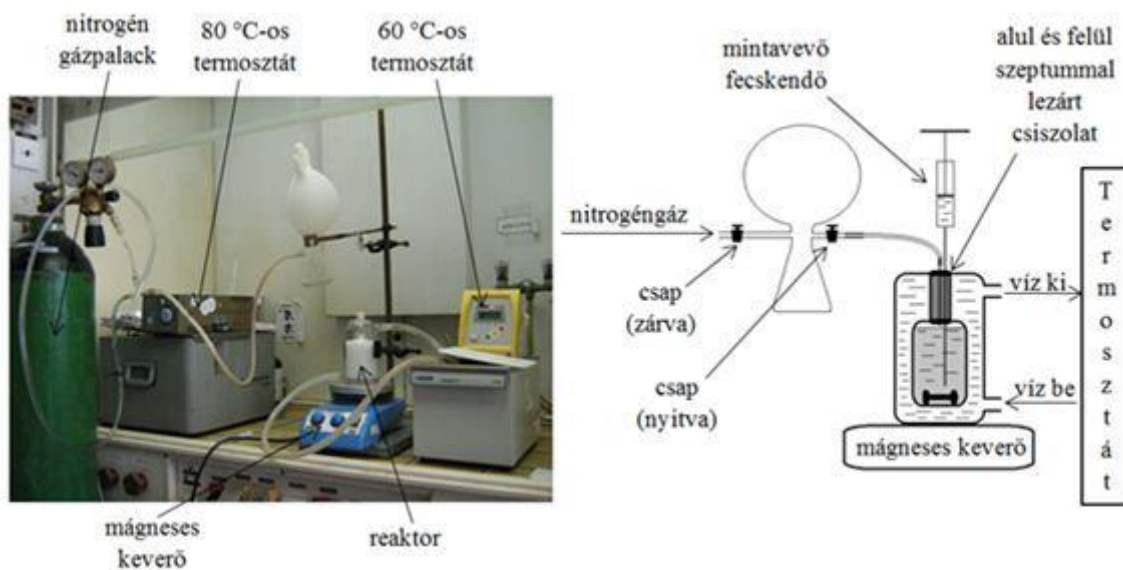 nitrogén
gázpalack
80 °C-os
termosztát
60 °C-os
termosztát
mágneses
keverő
reaktor
mintavevő
fecskendő
alul és felül
szeptummal
lezárt
csiszolat
nitrogéngáz
csap
(zárva)
csap
(nyitva)
víz ki
víz be
mágneses keverő
Termosztát